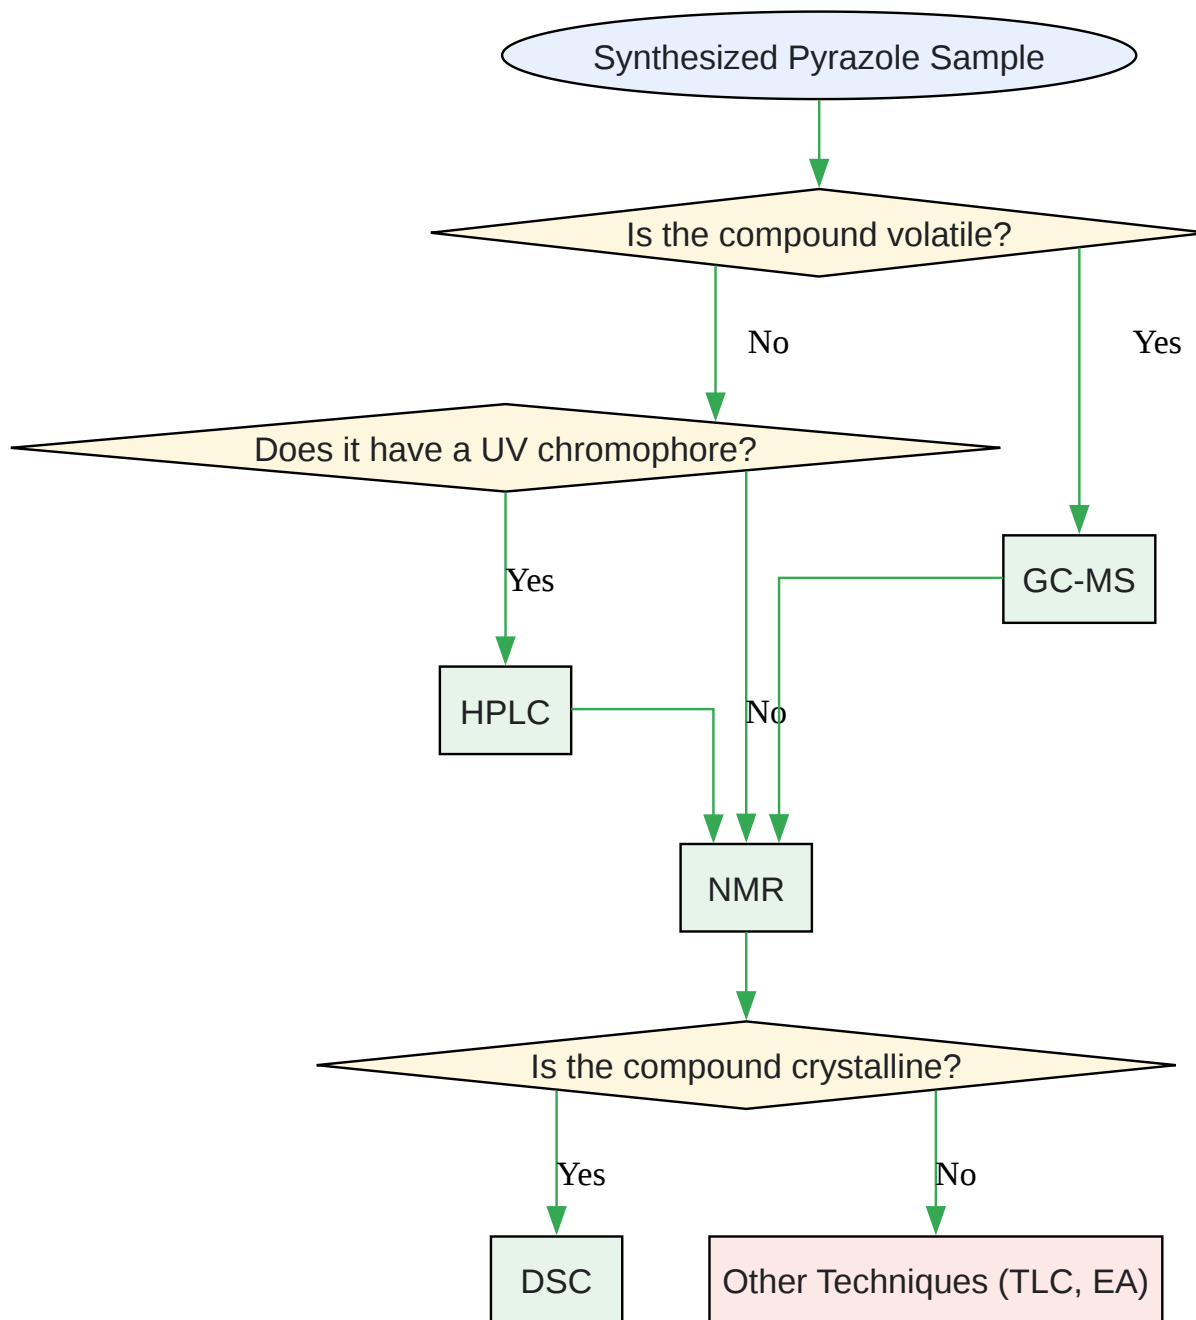 Synthesized Pyrazole Sample
Is the compound volatile?
No
Yes
Does it have a UV chromophore?
Yes
GC-MS
HPLC
No
NMR
Is the compound crystalline?
Yes
No
DSC
Other Techniques (TLC, EA)